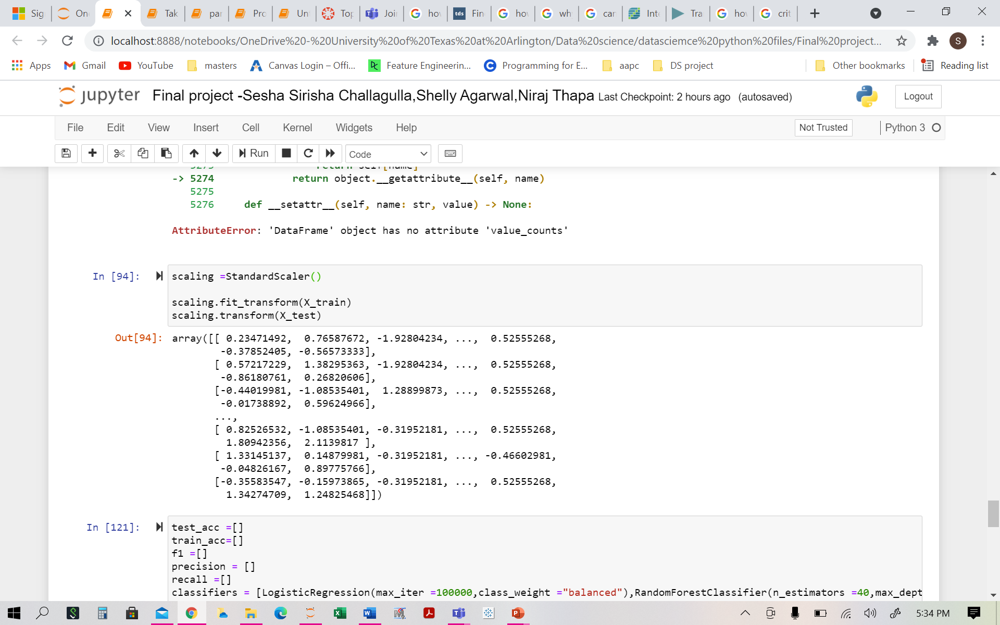 Sig
On
Tak
par
Pro
Un
Top
Joi
hov
tds
Fin
hov
wh
car
Inte
Tra
hov
crit
localhost:8888/notebooks/OneDrive%20-%20University%20of%20Texas%20at%20Arlington/Data%20science/datasciemce%20python%20files/Final%20project...
S
Apps
Gmail
YouTube
masters
Canvas Login – Offi...
Feature Engineerin...
Programming for E...
aapc
DS project
Other bookmarks
Reading list
jupyter
Final project -Sesha Sirisha Challagulla,Shelly Agarwal,Niraj Thapa Last Checkpoint: 2 hours ago (autosaved)
Logout
File
Edit
View
Insert
Cell
Kernel
Widgets
Help
Not Trusted
Python 3
Run
Code
5273 return self[name]
-> 5274 return object.__getattribute__(self, name)
5275
5276 def __setattr__(self, name: str, value) -> None:
AttributeError: 'DataFrame' object has no attribute 'value_counts'
In [94]:
scaling =StandardScaler()
scaling.fit_transform(X_train)
scaling.transform(X_test)
Out[94]:
array([[ 0.23471492, 0.76587672, -1.92804234, ..., 0.52555268,
-0.37852405, -0.56573333],
[ 0.57217229, 1.38295363, -1.92804234, ..., 0.52555268,
-0.86180761, 0.26820606],
[-0.44019981, -1.08535401, 1.28899873, ..., 0.52555268,
-0.01738892, 0.59624966],
...,
[ 0.82526532, -1.08535401, -0.31952181, ..., 0.52555268,
1.80942356, 2.1139817 ],
[ 1.33145137, 0.14879981, -0.31952181, ..., -0.46602981,
-0.04826167, 0.89775766],
[-0.35583547, -0.15973865, -0.31952181, ..., 0.52555268,
1.34274709, 1.24825468]])
In [121]:
test_acc =[]
train_acc=[]
f1 =[]
precision = []
recall =[]
classifiers = [LogisticRegression(max_iter =100000,class_weight ="balanced"),RandomForestClassifier(n_estimators =40,max_dept
5:34 PM